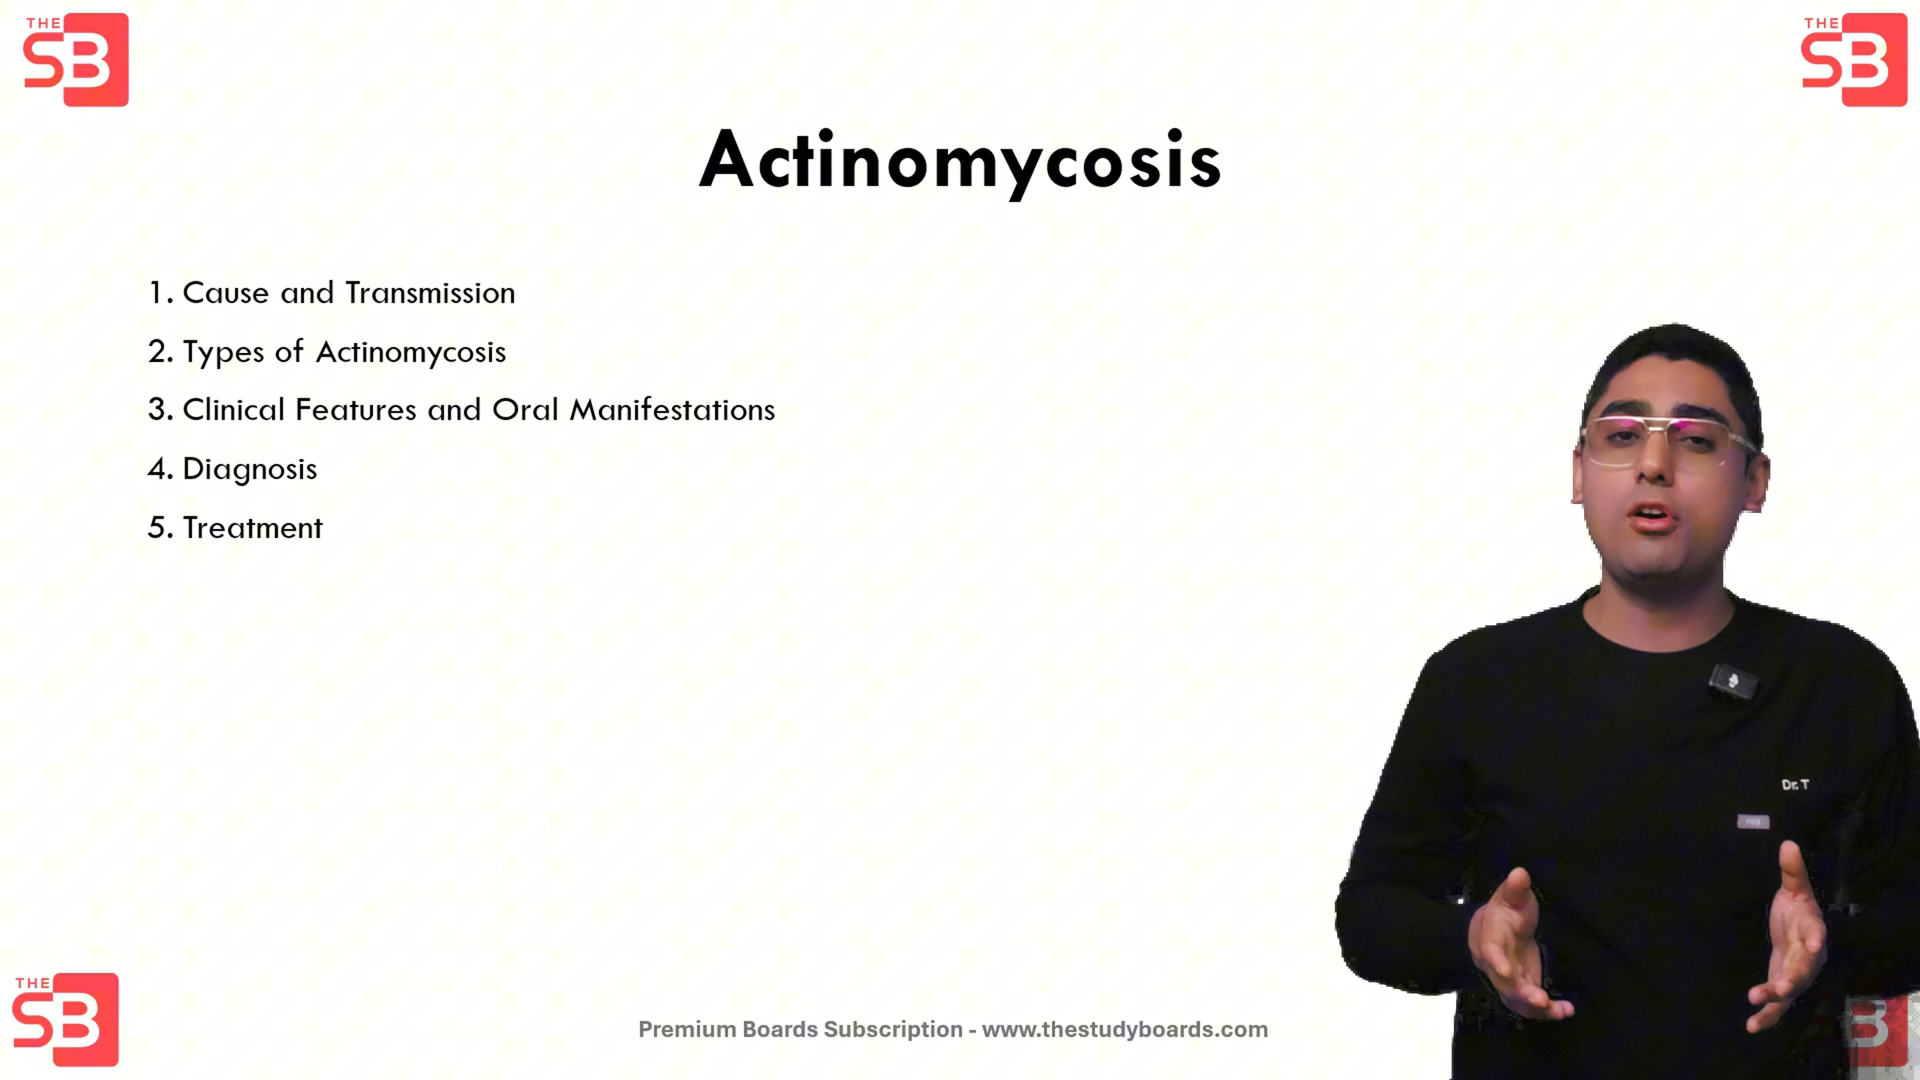 THE
SB
THE
SB
Actinomycosis
1. Cause and Transmission
2. Types of Actinomycosis
3. Clinical Features and Oral Manifestations
4. Diagnosis
5. Treatment
Dr.T
THE
SB
Premium Boards Subscription - www.thestudyboards.com
B